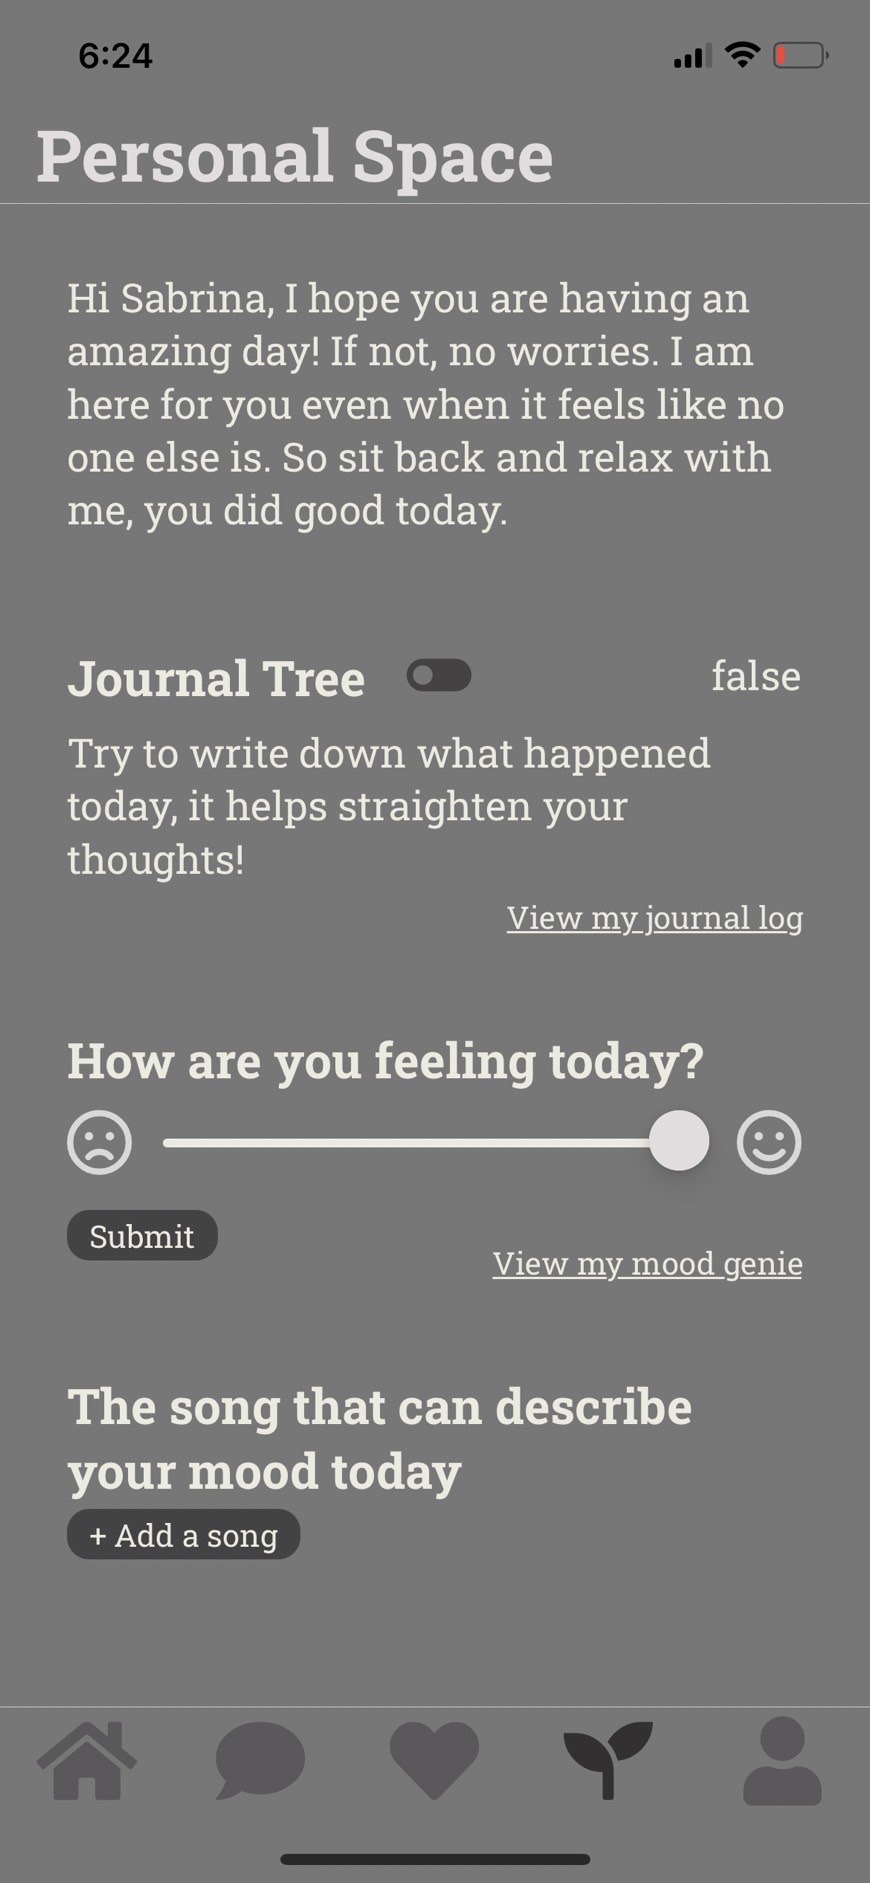 6:24
Personal Space
Hi Sabrina, I hope you are having an
amazing day! If not, no worries. I am
here for you even when it feels like no
one else is. So sit back and relax with
me, you did good today.
Journal Tree false
Try to write down what happened
today, it helps straighten your
thoughts!
View my journal log
How are you feeling today?
Submit
View my mood genie
The song that can describe
your mood today
+ Add a song